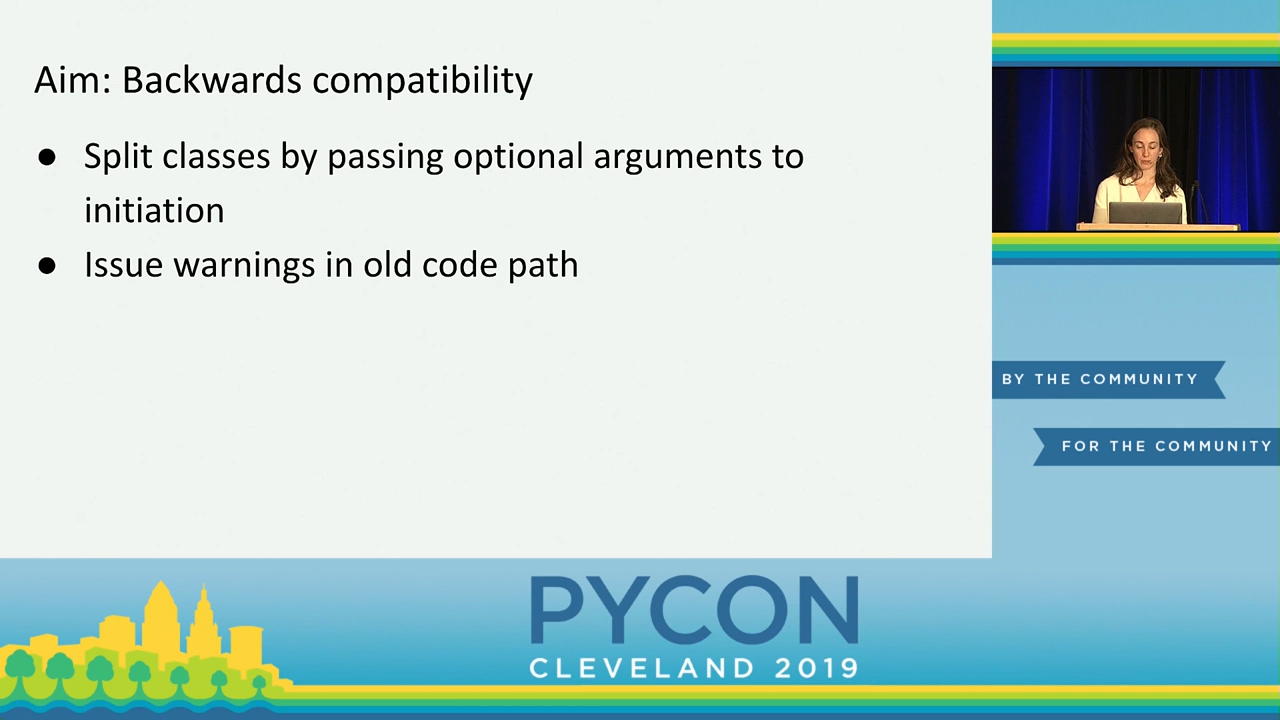 Aim: Backwards compatibility
● Split classes by passing optional arguments to
initiation
● Issue warnings in old code path
BY THE COMMUNITY
FOR THE COMMUNITY
PYCON
CLEVELAND 2019